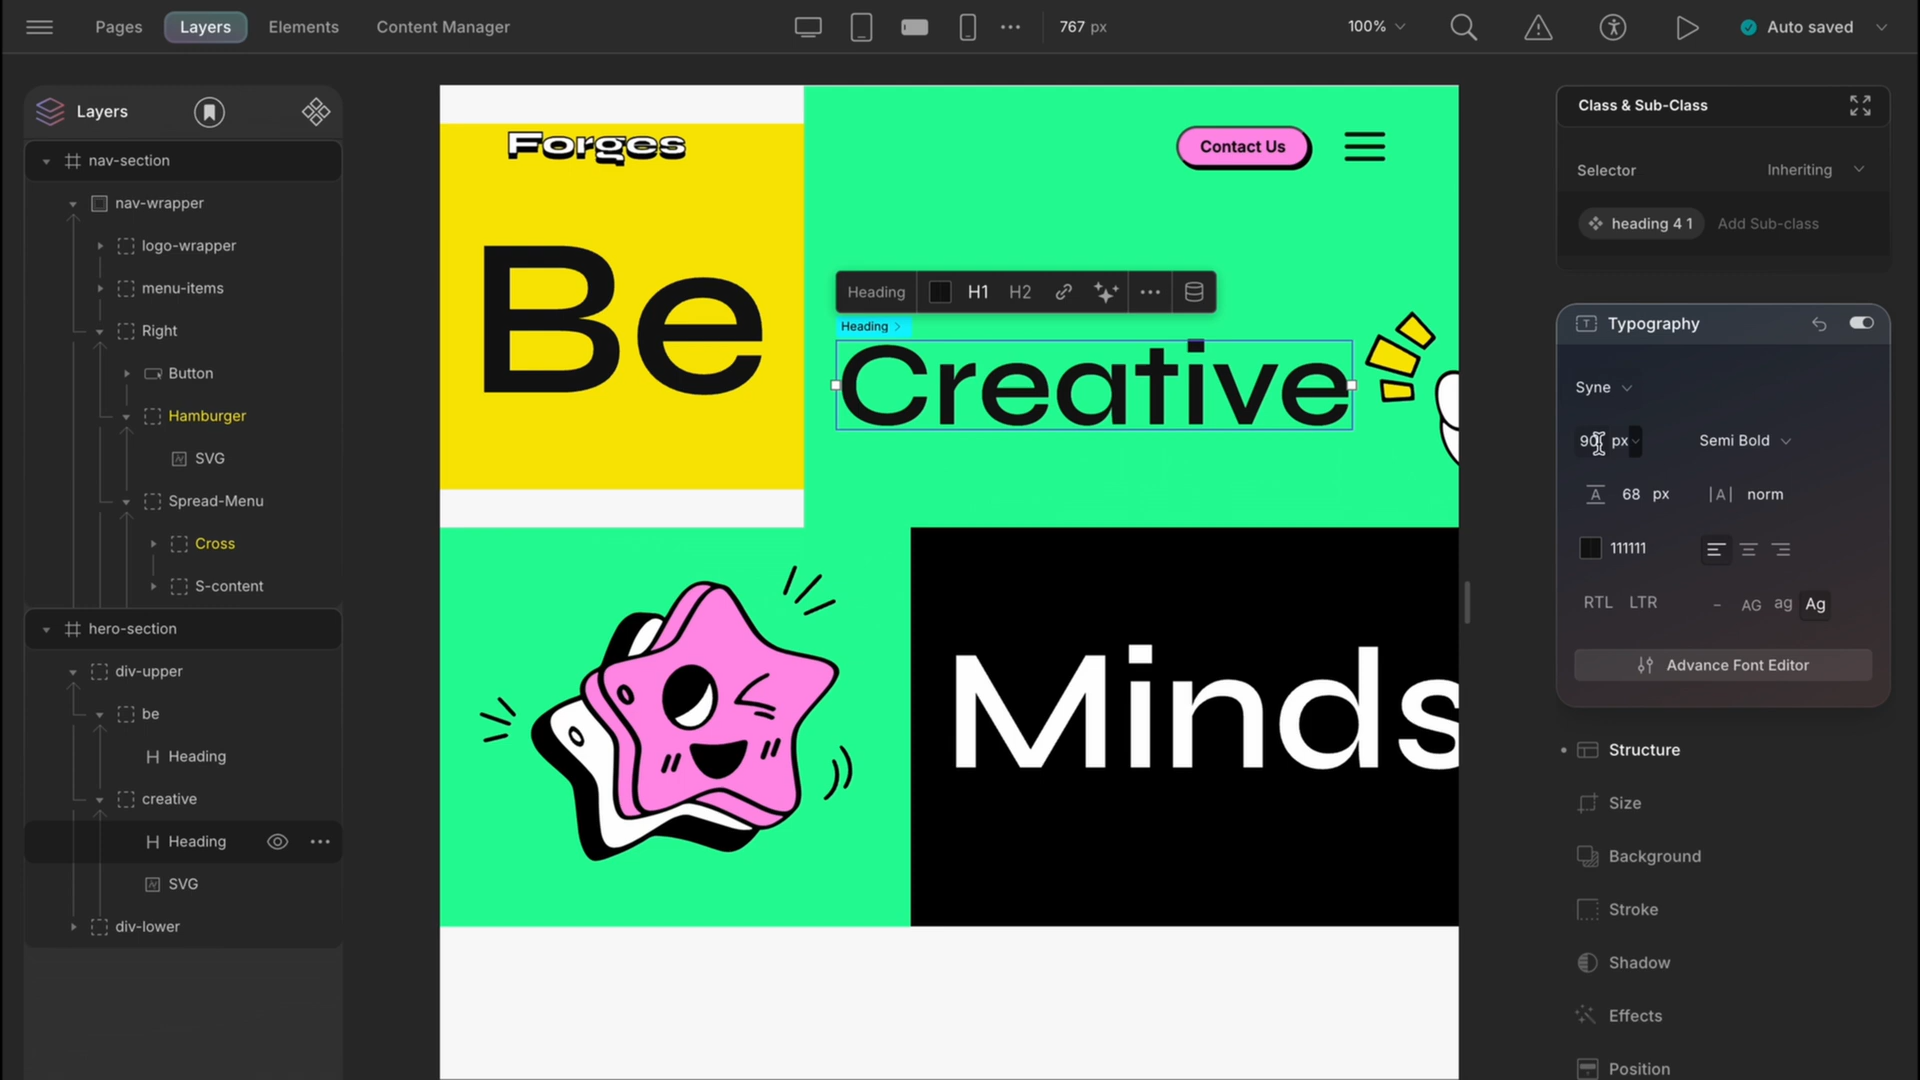 Pages
Layers
Elements
Content Manager
767 px
100%
Auto saved
Layers
nav-section
nav-wrapper
logo-wrapper
menu-items
Right
Button
Hamburger
SVG
Spread-Menu
Cross
S-content
hero-section
div-upper
be
Heading
creative
Heading
SVG
div-lower
Forges
Contact Us
Be
Heading
H1
H2
Heading
Creative
Minds
Class & Sub-Class
Selector
Inheriting
heading 4 1
Add Sub-class
Typography
Syne
90 px
Semi Bold
A 68 px
|A| norm
111111
RTL LTR
– AG ag Ag
Advance Font Editor
Structure
Size
Background
Stroke
Shadow
Effects
Position